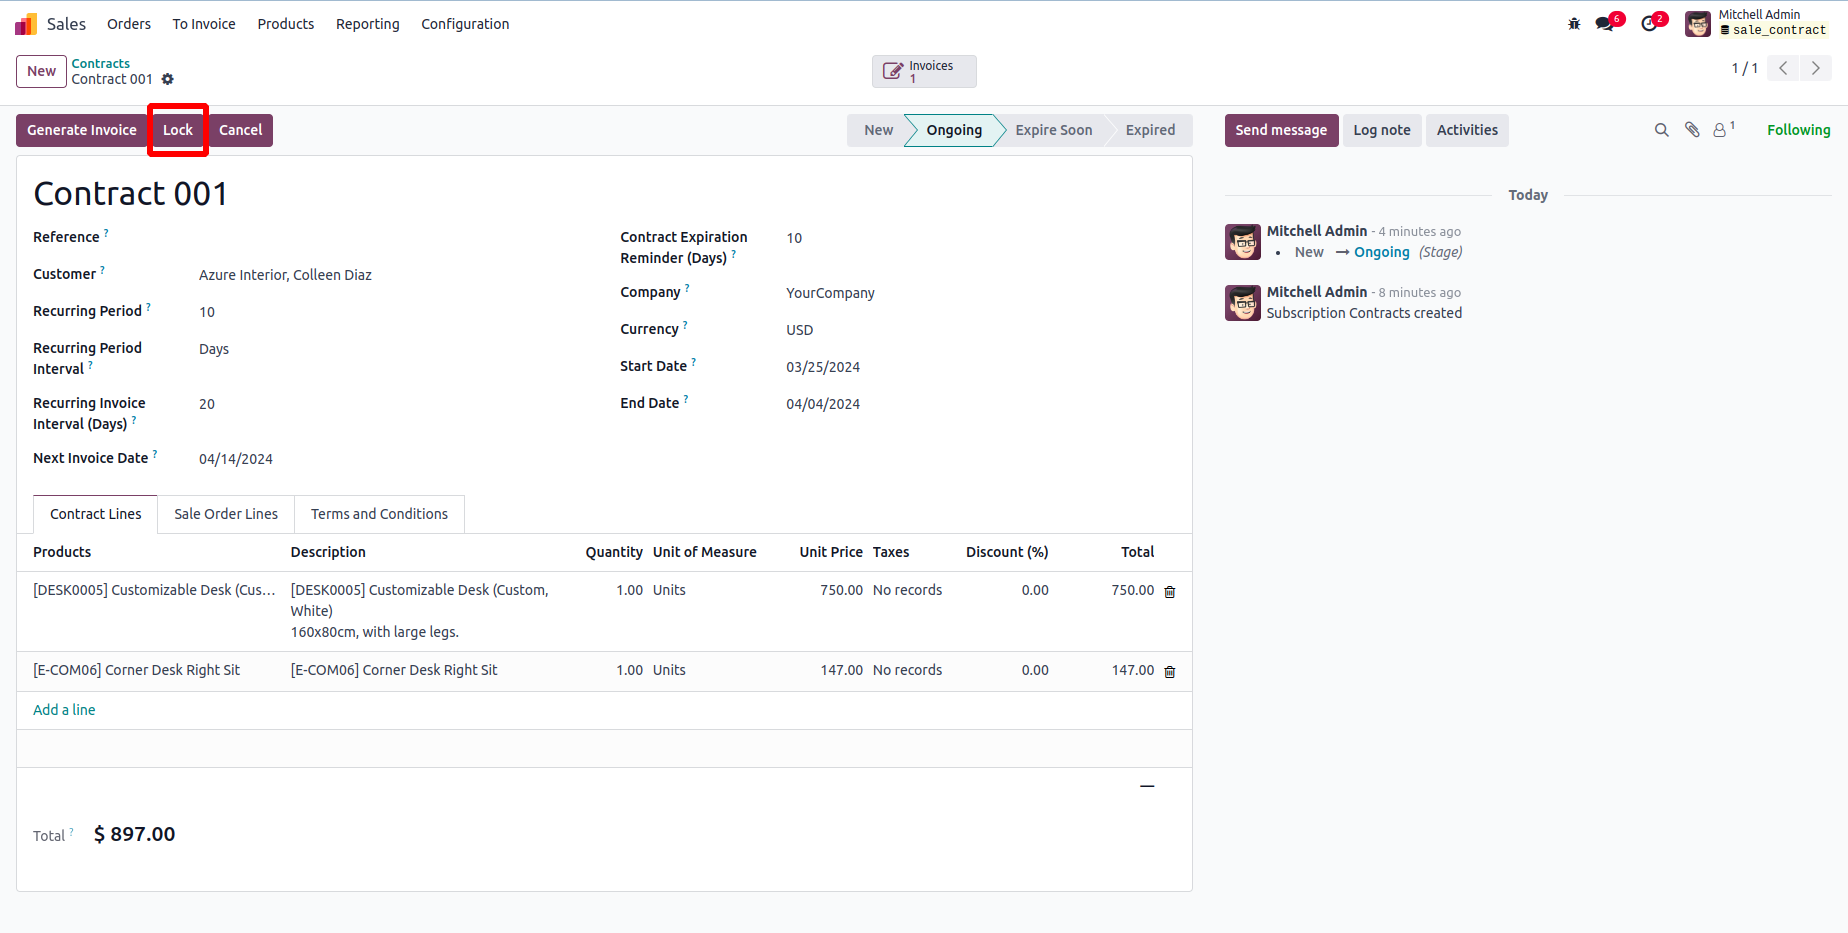 Sales Orders To Invoice Products Reporting Configuration 6 2 Mitchell Admin
sale_contract
New Contracts Invoices
Contract 001 1 1 / 1
Generate Invoice Lock Cancel New Ongoing Expire Soon Expired Send message Log note Activities 1 Following
Contract 001
Today
Reference ?
Customer ? Azure Interior, Colleen Diaz
Recurring Period ? 10
Recurring Period
Interval ? Days
Recurring Invoice
Interval (Days) ? 20
Next Invoice Date ? 04/14/2024
Contract Expiration
Reminder (Days) ? 10
Company ? YourCompany
Currency ? USD
Start Date ? 03/25/2024
End Date ? 04/04/2024
Mitchell Admin - 4 minutes ago
• New → Ongoing (Stage)
Mitchell Admin - 8 minutes ago
Subscription Contracts created
Contract Lines Sale Order Lines Terms and Conditions
Products Description Quantity Unit of Measure Unit Price Taxes Discount (%) Total
[DESK0005] Customizable Desk (Cus... [DESK0005] Customizable Desk (Custom, 1.00 Units 750.00 No records 0.00 750.00
White)
160x80cm, with large legs.
[E-COM06] Corner Desk Right Sit [E-COM06] Corner Desk Right Sit 1.00 Units 147.00 No records 0.00 147.00
Add a line
—
Total ? $ 897.00